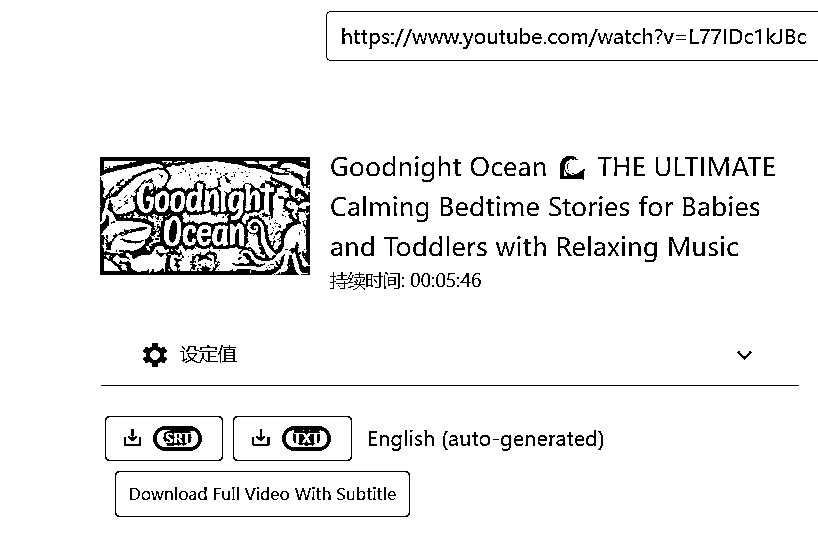 https://www.youtube.com/watch?v=L77IDc1kJBc
Goodnight Ocean 🌊 THE ULTIMATE
Calming Bedtime Stories for Babies
and Toddlers with Relaxing Music
Goodnight
Ocean
持续时间: 00:05:46
设定值
SRT TXT English (auto-generated)
Download Full Video With Subtitle